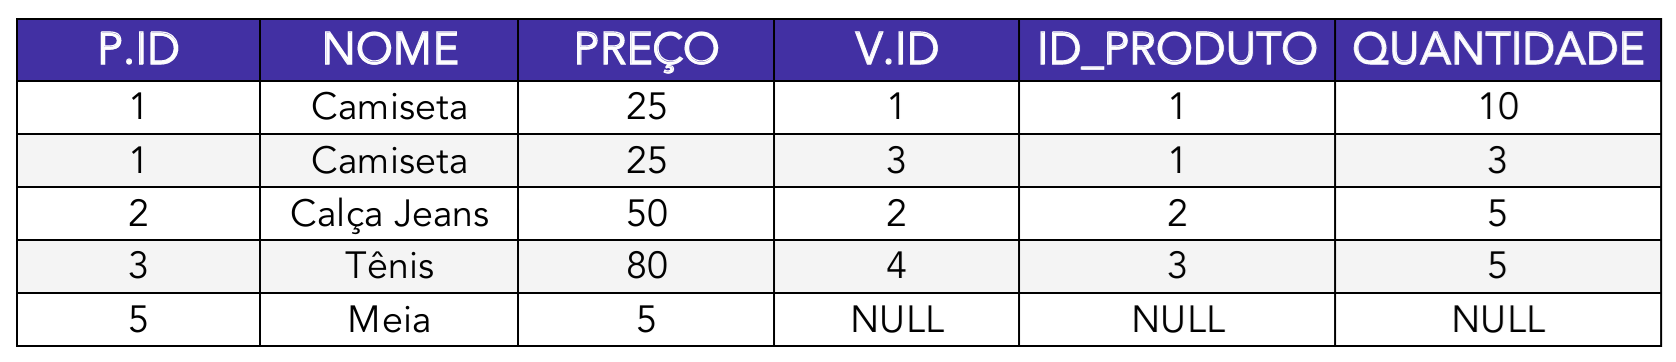 P.ID NOME PREÇO V.ID ID_PRODUTO QUANTIDADE
1 Camiseta 25 1 1 10
1 Camiseta 25 3 1 3
2 Calça Jeans 50 2 2 5
3 Tênis 80 4 3 5
5 Meia 5 NULL NULL NULL